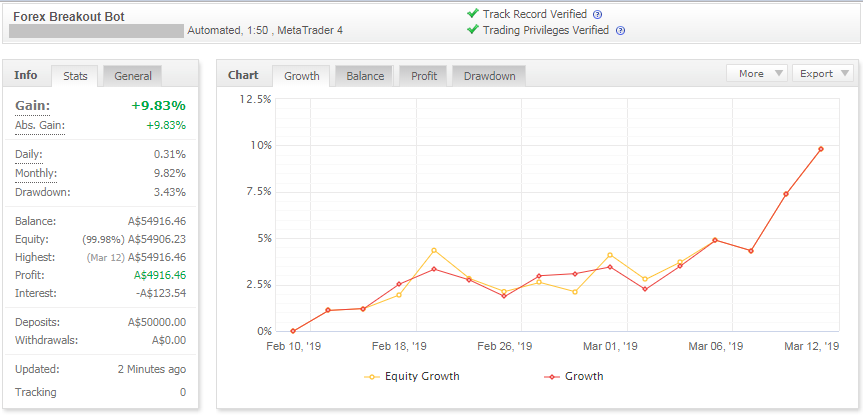 Forex Breakout Bot
Automated, 1:50 , MetaTrader 4
Track Record Verified ?
Trading Privileges Verified ?
Info Stats General
Gain: +9.83%
Abs. Gain: +9.83%
Daily: 0.31%
Monthly: 9.82%
Drawdown: 3.43%
Balance: A$54916.46
Equity: (99.98%) A$54906.23
Highest: (Mar 12) A$54916.46
Profit: A$4916.46
Interest: -A$123.54
Deposits: A$50000.00
Withdrawals: A$0.00
Updated: 2 Minutes ago
Tracking 0
Chart Growth Balance Profit Drawdown More Export
12.5%
10%
7.5%
5%
2.5%
0%
Feb 10, '19 Feb 18, '19 Feb 26, '19 Mar 01, '19 Mar 06, '19 Mar 12, '19
Equity Growth Growth